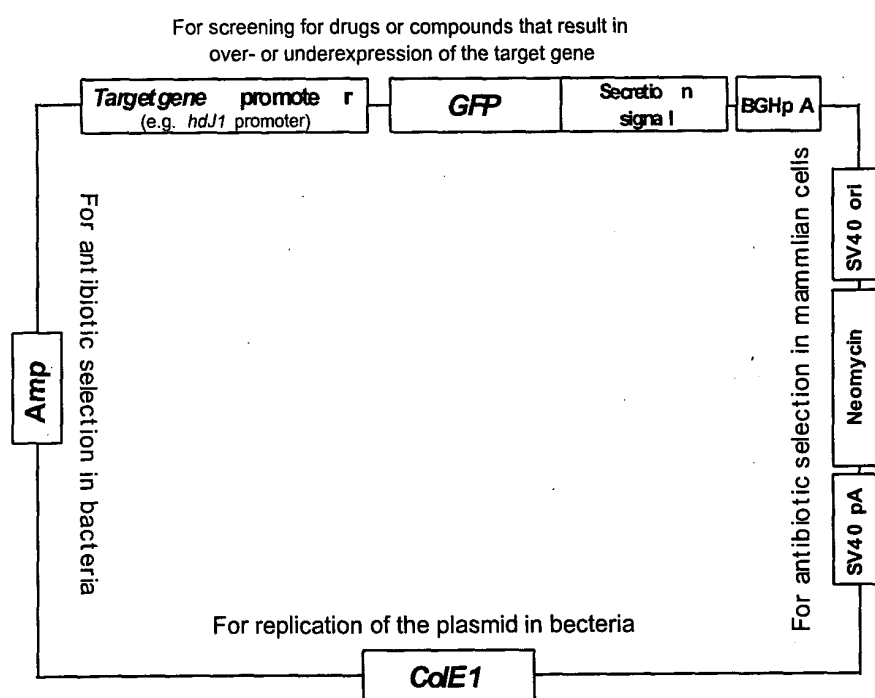 For screening for drugs or compounds that result in
over- or underexpression of the target gene
Target gene promote r
(e.g. hdJ1 promoter)
GFP
Secretio n
signa l
BGHp A
SV40 ori
Neomycin
SV40 pA
For antibiotic selection in mammlian cells
For antibiotic selection in bacteria
Amp
For replication of the plasmid in becteria
ColE1